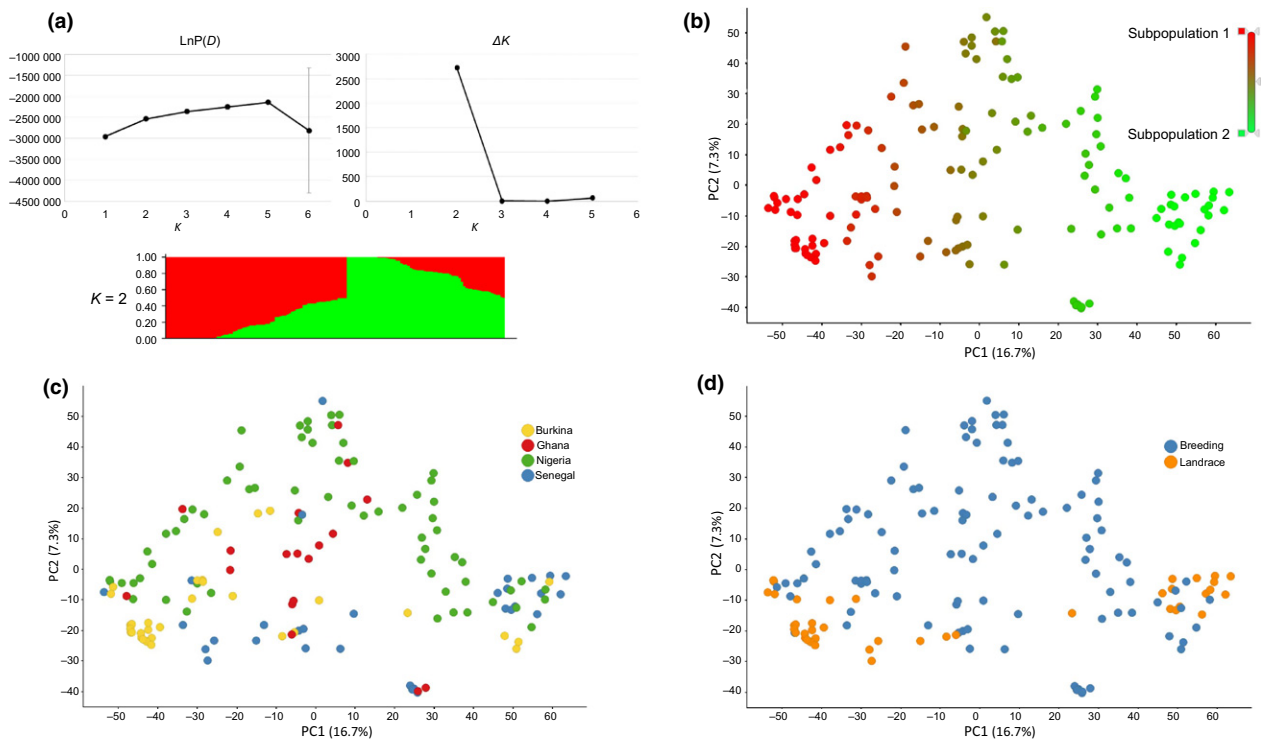 (a)
LnP(D)
−1000 000
−1500 000
−2000 000
−2500 000
−3000 000
−3500 000
−4000 000
−4500 000
0 1 2 3 4 5 6
K
ΔK
3000
2500
2000
1500
1000
500
0
0 1 2 3 4 5 6
K
K = 2
1.00
0.80
0.60
0.40
0.20
0.00
(b)
Subpopulation 1
Subpopulation 2
PC2 (7.3%)
50
40
30
20
10
0
−10
−20
−30
−40
−50 −40 −30 −20 −10 0 10 20 30 40 50 60
PC1 (16.7%)
(c)
Burkina
Ghana
Nigeria
Senegal
PC2 (7.3%)
50
40
30
20
10
0
−10
−20
−30
−40
−50 −40 −30 −20 −10 0 10 20 30 40 50 60
PC1 (16.7%)
(d)
Breeding
Landrace
PC2 (7.3%)
50
40
30
20
10
0
−10
−20
−30
−40
−50 −40 −30 −20 −10 0 10 20 30 40 50 60
PC1 (16.7%)